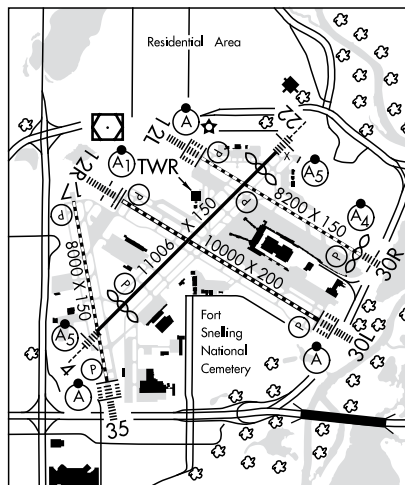 Residential Area
A
12L
22
A1
12R
TWR
P
A5
P
P
A4
17
P
8200 X 150
11006 X 150
10000 X 200
8000 X 150
P
30R
Fort
Snelling
National
Cemetery
P
A5
30L
4
P
A
A
35